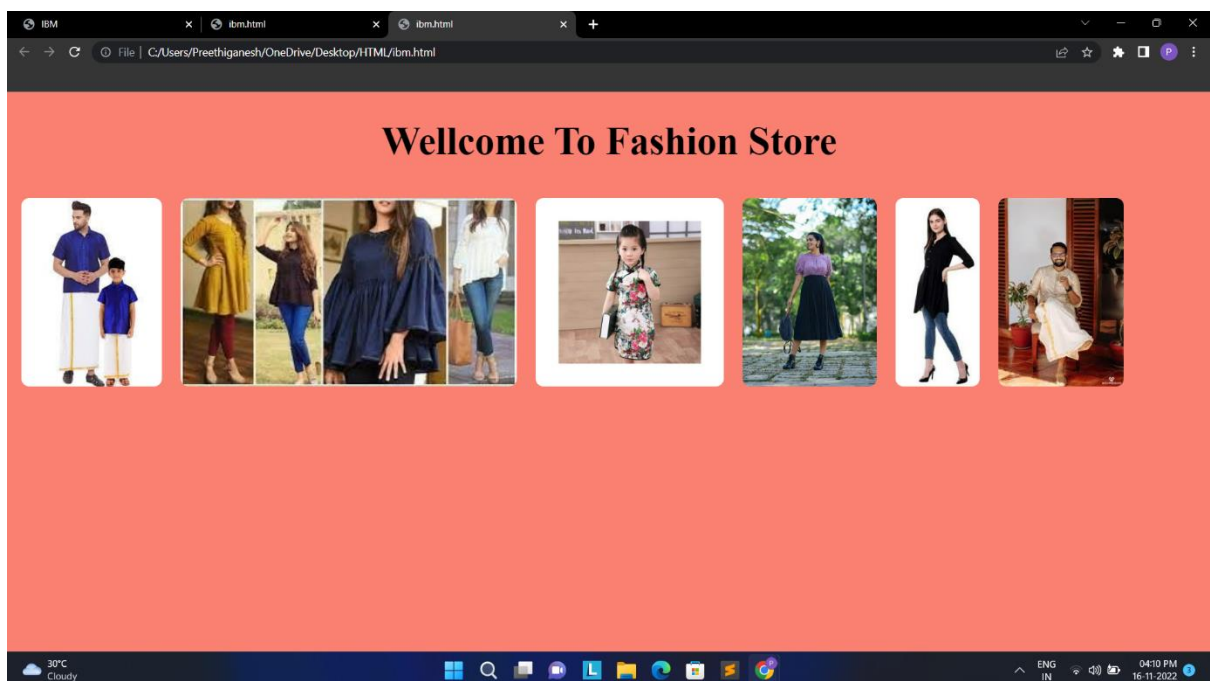 IBM
ibm.html
ibm.html
File | C:/Users/Preethiganesh/OneDrive/Desktop/HTML/ibm.html
P
Wellcome To Fashion Store
30°C
Cloudy
L
S
P
ENG
IN
04:10 PM
16-11-2022
3